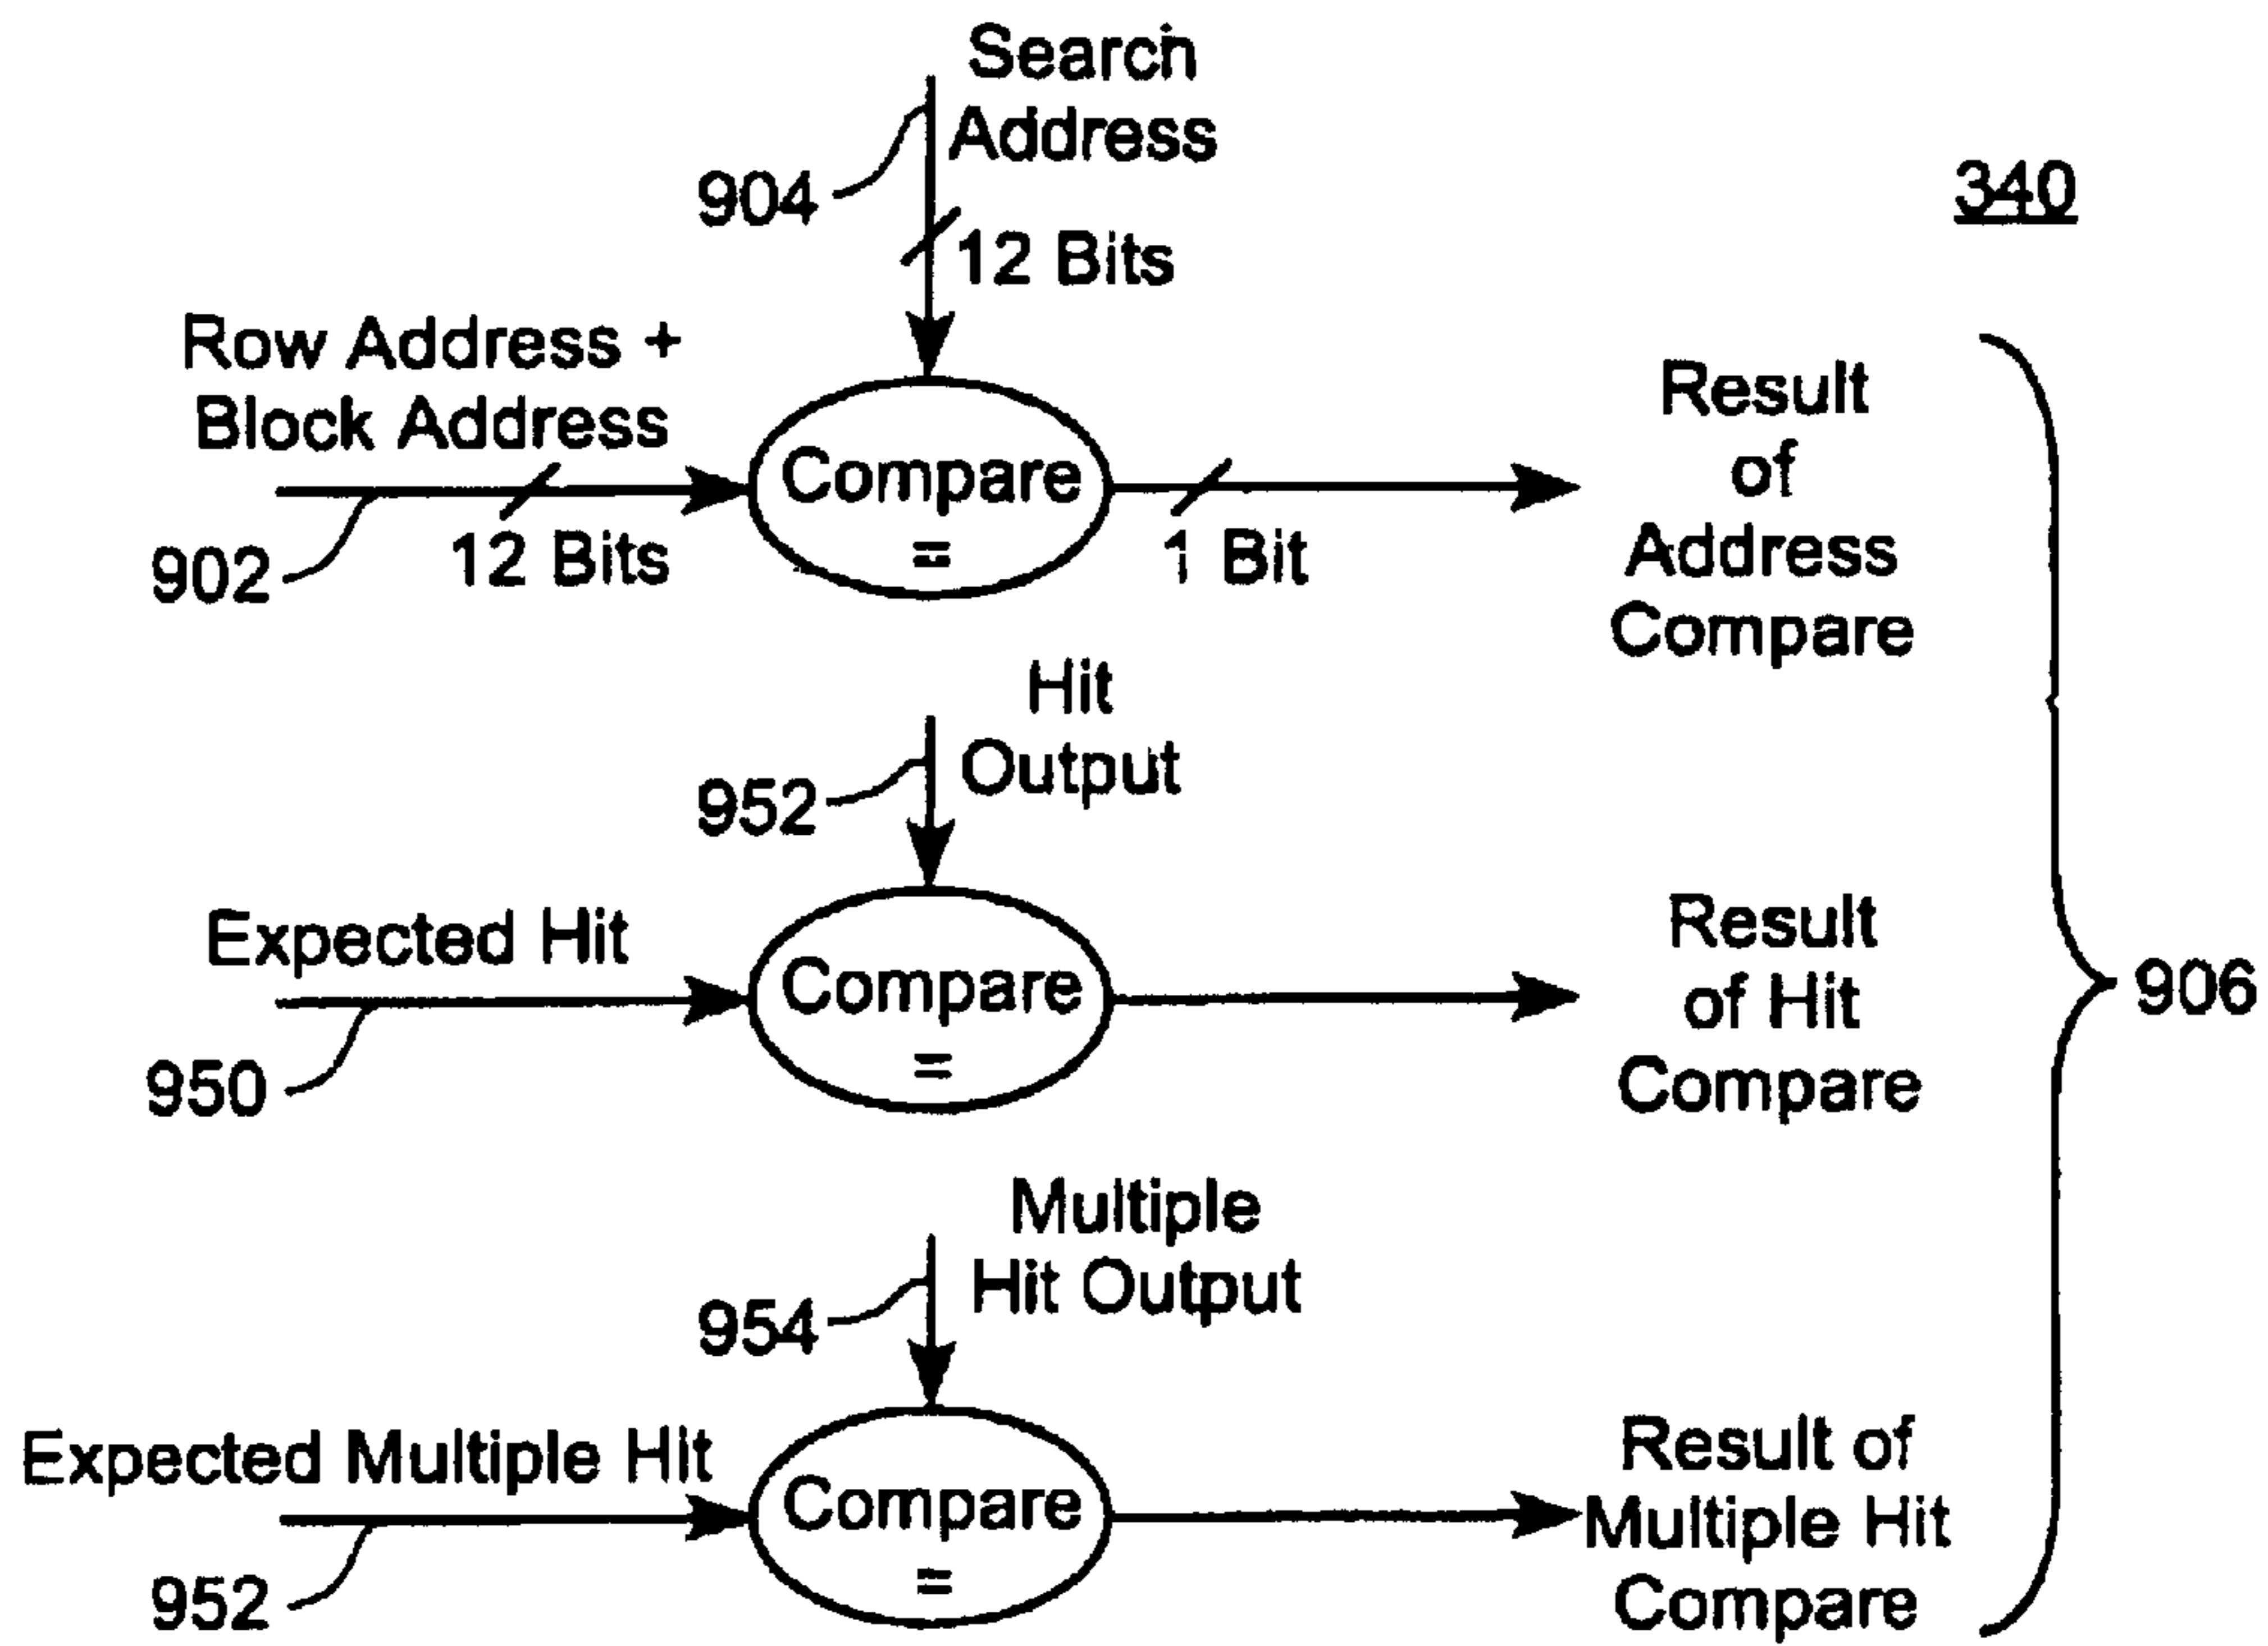 Search
Address
904
12 Bits
340
Row Address +
Block Address
902
12 Bits
Compare
=
1 Bit
Result
of
Address
Compare
Hit
Output
952
Expected Hit
950
Compare
=
Result
of Hit
Compare
906
Multiple
Hit Output
954
Expected Multiple Hit
952
Compare
=
Result of
Multiple Hit
Compare